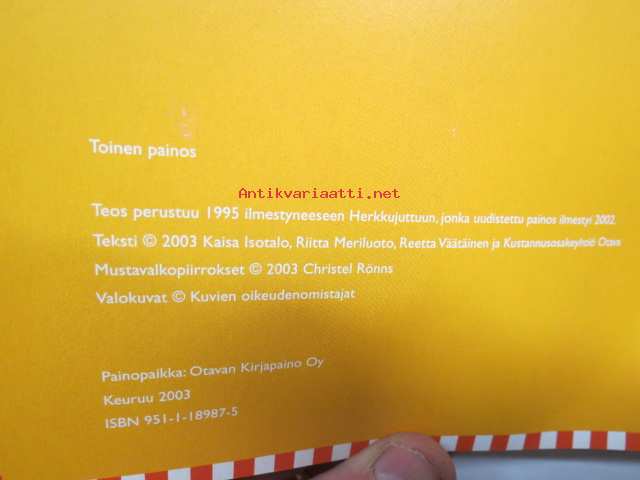 Toinen painos
Antikvariaatti.net
Teos perustuu 1995 ilmestyneeseen Herkkujuttuun, jonka uudistettu painos ilmestyi 2002.
Teksti © 2003 Kaisa Isotalo, Riitta Meriluoto, Reetta Väätäinen ja Kustannusosakeyhtiö Otava
Mustavalkopiirrokset © 2003 Christel Rönns
Valokuvat © Kuvien oikeudenomistajat
Painopaikka: Otavan Kirjapaino Oy
Keuruu 2003
ISBN 951-1-18987-5